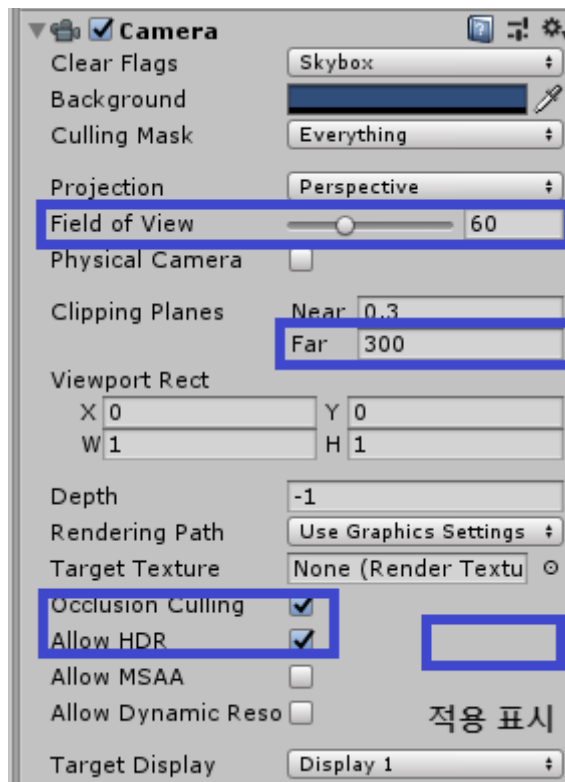 Camera
Clear Flags Skybox
Background
Culling Mask Everything
Projection Perspective
Field of View 60
Physical Camera
Clipping Planes Near 0.3
Far 300
Viewport Rect
X 0 Y 0
W 1 H 1
Depth -1
Rendering Path Use Graphics Settings
Target Texture None (Render Textu
Occlusion Culling
Allow HDR
Allow MSAA
Allow Dynamic Reso
적용 표시
Target Display Display 1